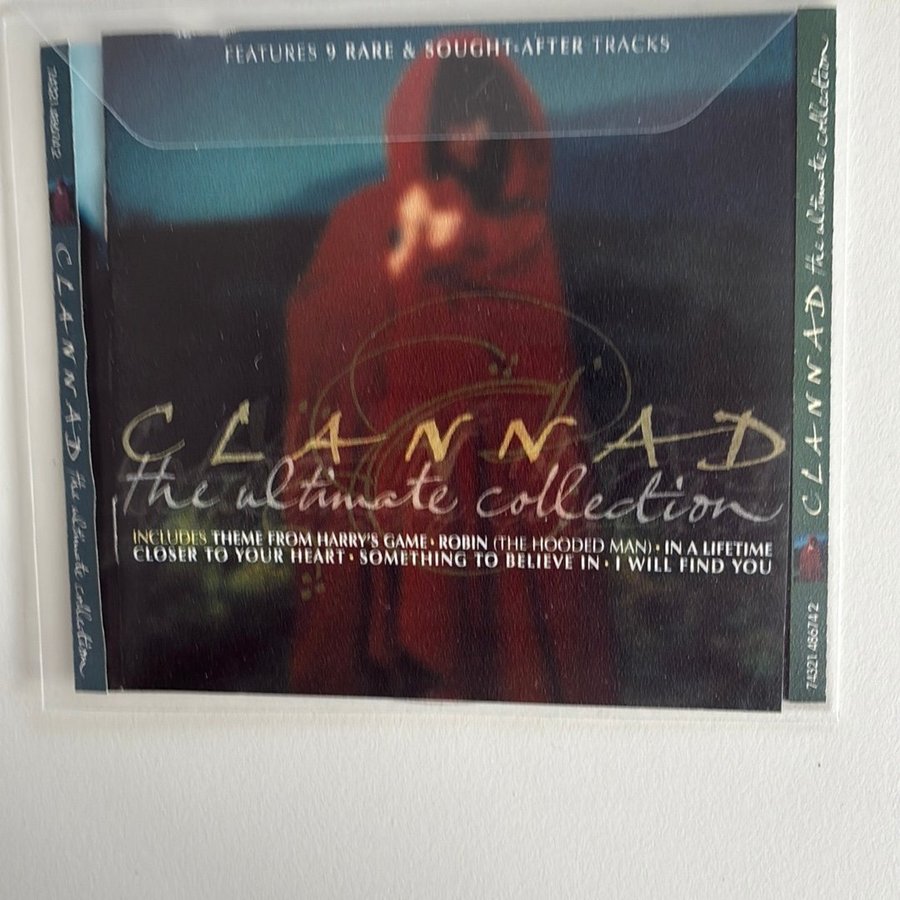 FEATURES 9 RARE & SOUGHT-AFTER TRACKS
CLANNAD
the ultimate collection
INCLUDES THEME FROM HARRY'S GAME • ROBIN (THE HOODED MAN) • IN A LIFETIME
CLOSER TO YOUR HEART • SOMETHING TO BELIEVE IN • I WILL FIND YOU
CLANNAD the ultimate collection
74321 486742
CLANNAD the ultimate collection